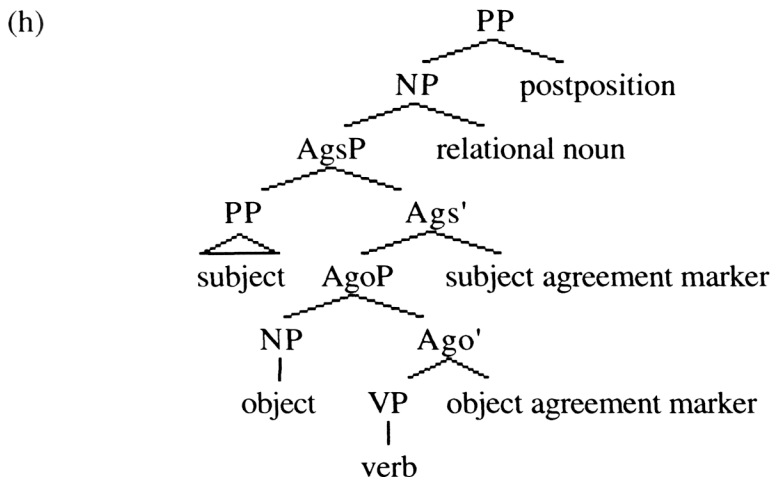 (h) PP
NP postposition
AgsP relational noun
PP Ags'
subject AgoP subject agreement marker
NP Ago'
object VP object agreement marker
verb